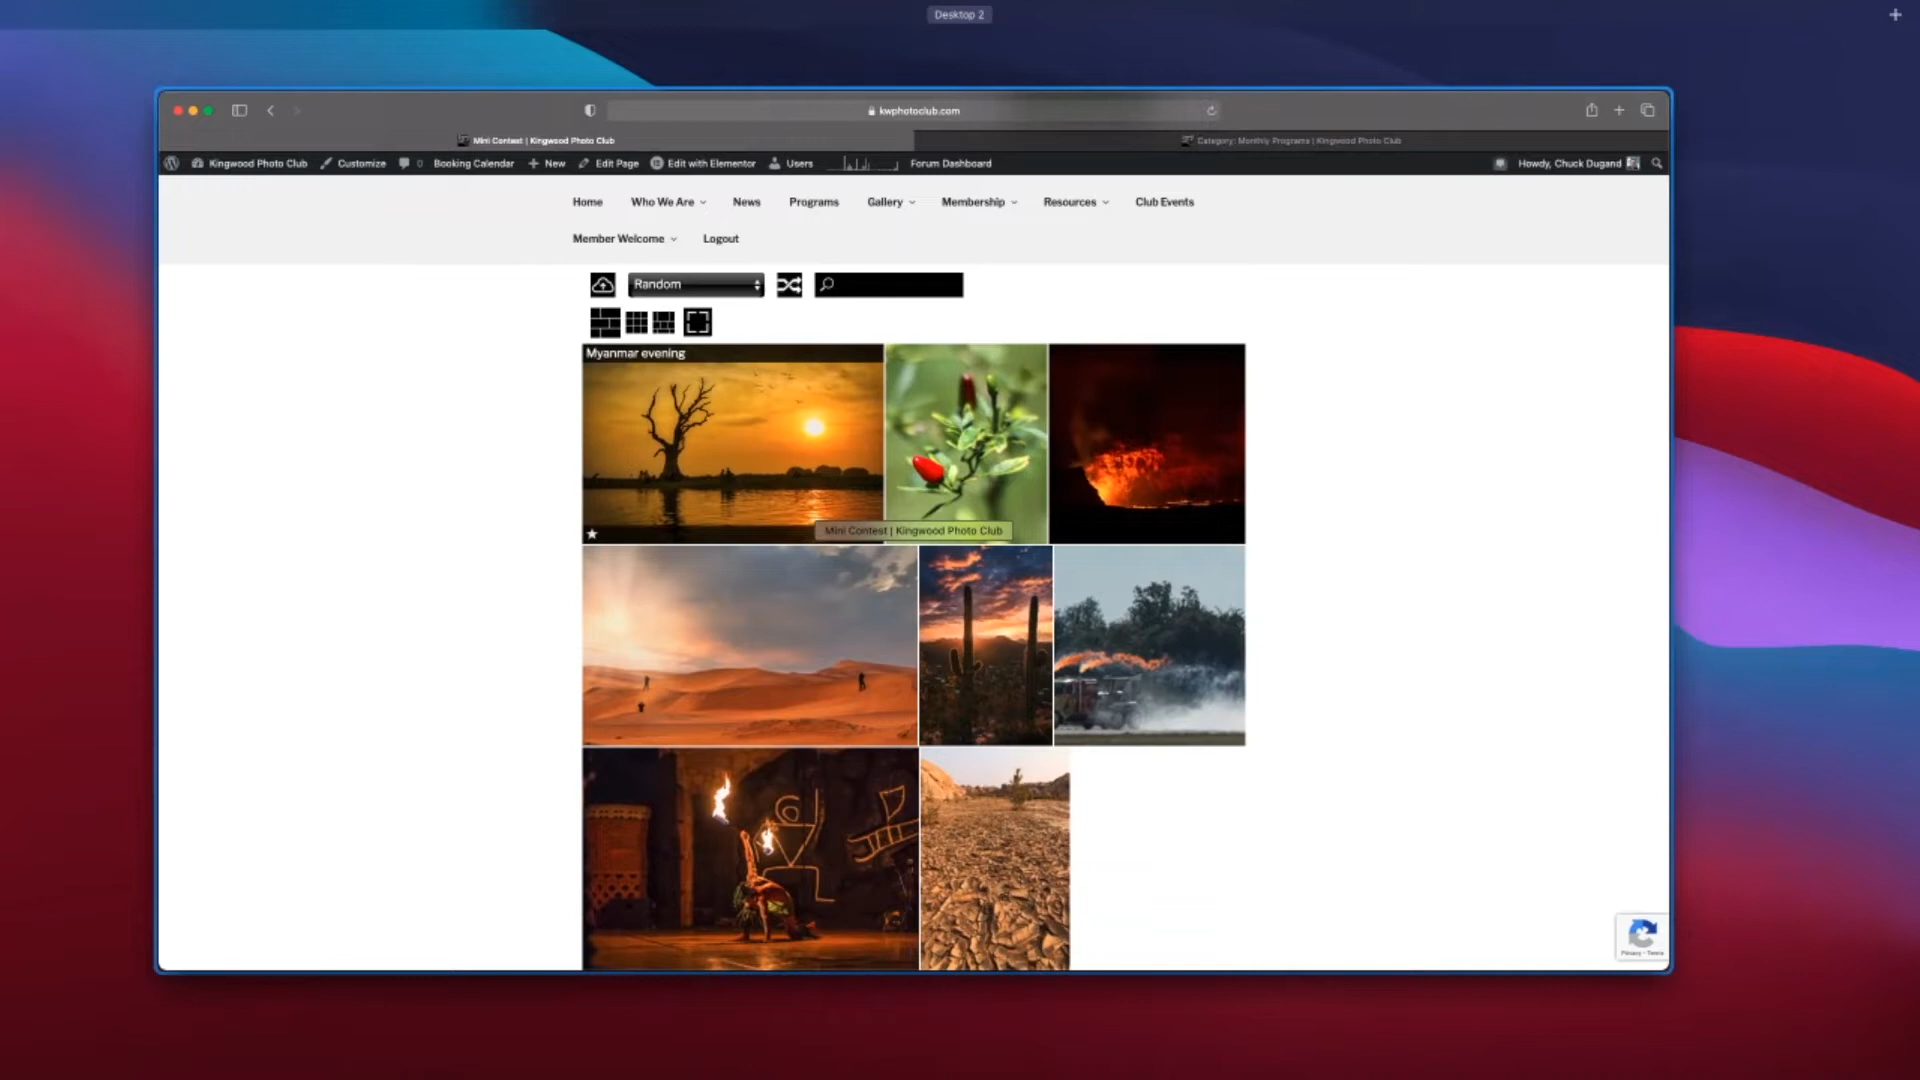 Desktop 2
kwphotoclub.com
Mini Contest | Kingwood Photo Club
Category: Monthly Programs | Kingwood Photo Club
Kingwood Photo Club Customize 0 Booking Calendar New Edit Page Edit with Elementor Users Forum Dashboard Howdy, Chuck Dugand
Home Who We Are News Programs Gallery Membership Resources Club Events
Member Welcome Logout
Random
Myanmar evening
Mini Contest | Kingwood Photo Club
Privacy - Terms